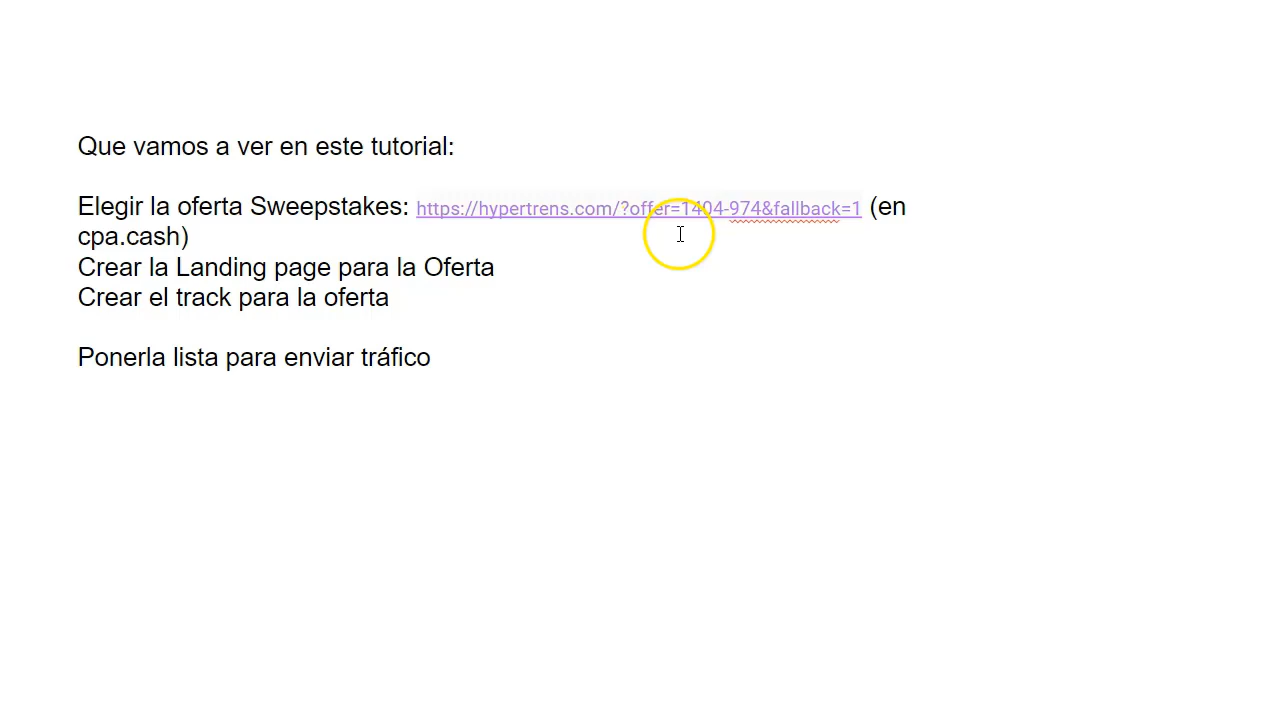 Que vamos a ver en este tutorial:
Elegir la oferta Sweepstakes: https://hypertrens.com/?offer=1404-974&fallback=1 (en
cpa.cash)
Crear la Landing page para la Oferta
Crear el track para la oferta
Ponerla lista para enviar tráfico